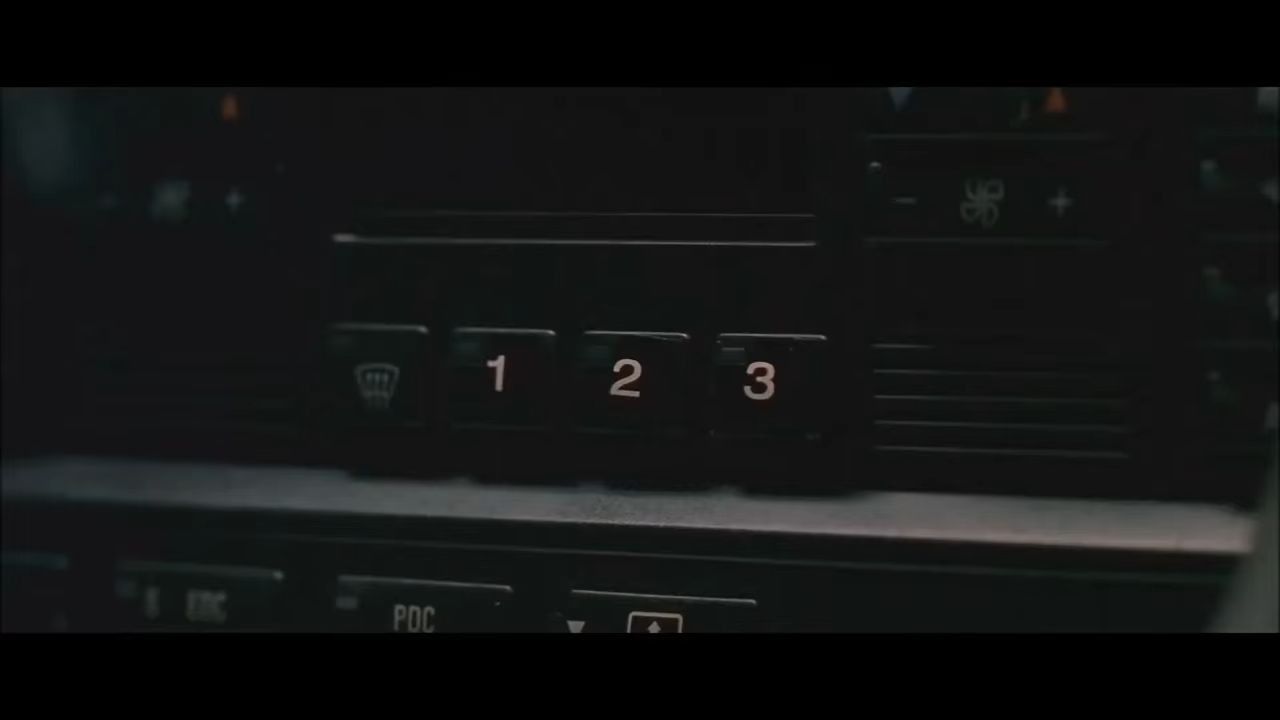 - + - +
1 2 3
PDC